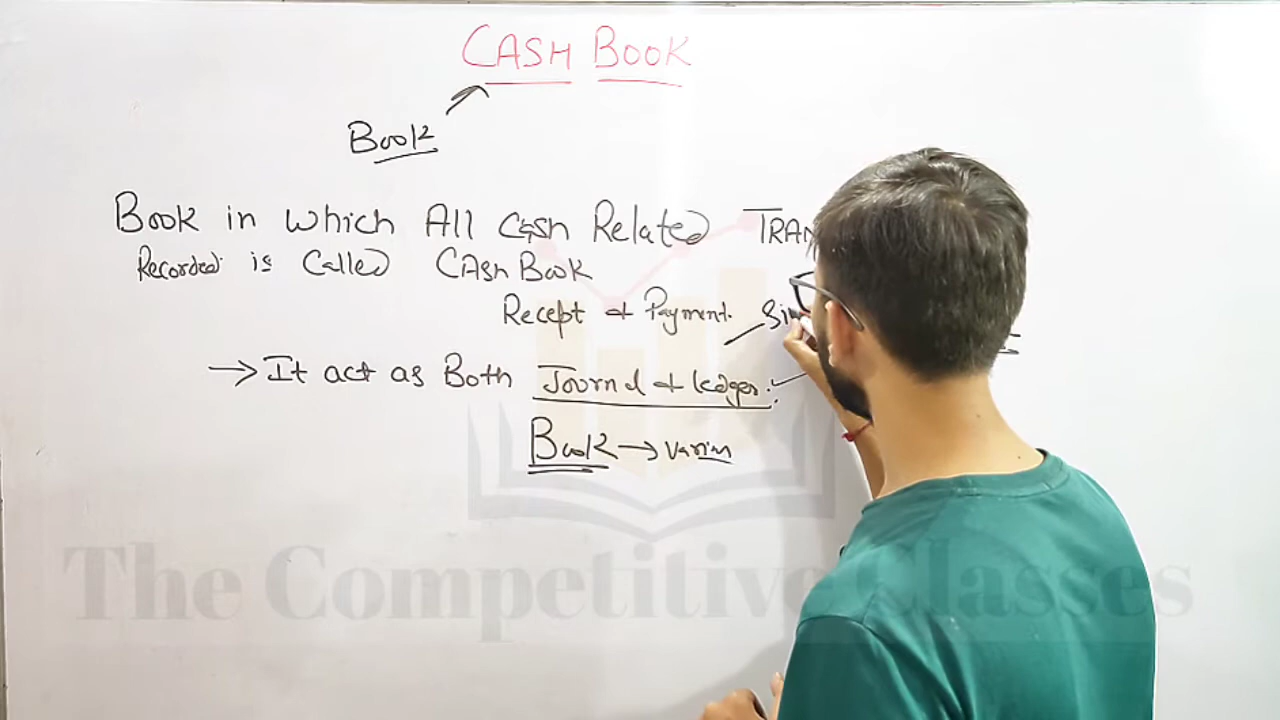 CASH BOOK
Book
Book in which All Cash Related TRAN
Recorded is Called CAsh Book
Recept & Payment. Si
→ It act as Both Journal & ledger.
Book →
The Competitive Classes